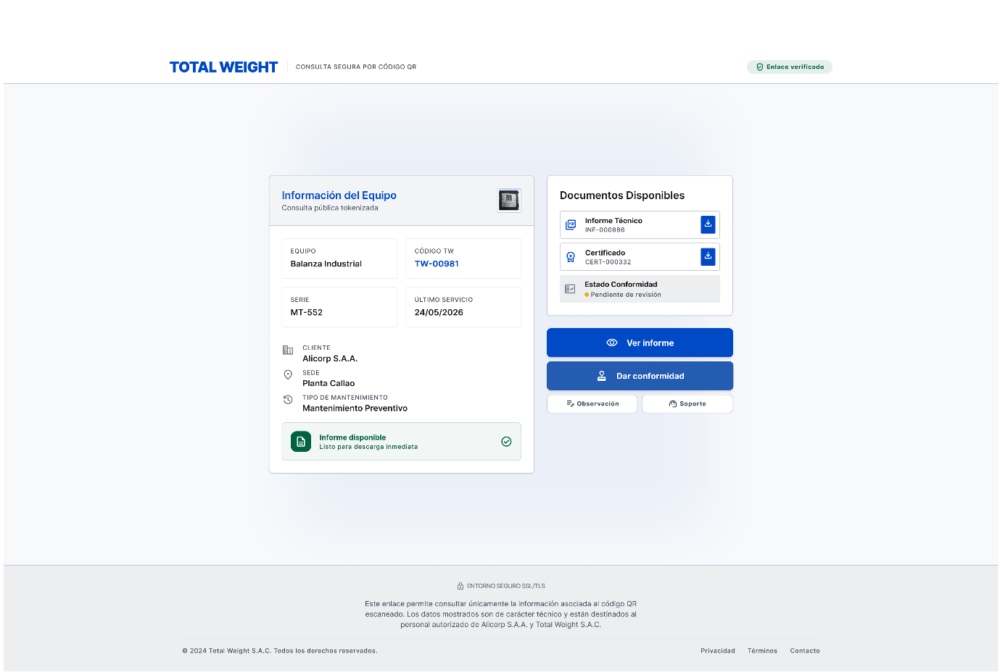 TOTAL WEIGHT
CONSULTA SEGURA POR CÓDIGO QR
Enlace verificado
Información del Equipo
Consulta pública tokenizada
EQUIPO
Balanza Industrial
CÓDIGO TW
TW-00981
SERIE
MT-552
ÚLTIMO SERVICIO
24/05/2026
CLIENTE
Alicorp S.A.A.
SEDE
Planta Callao
TIPO DE MANTENIMIENTO
Mantenimiento Preventivo
Informe disponible
Listo para descarga inmediata
Documentos Disponibles
PDF
Informe Técnico
INF-000886
Certificado
CERT-000332
Estado Conformidad
Pendiente de revisión
Ver informe
Dar conformidad
Observación
Soporte
ENTORNO SEGURO SSL/TLS
Este enlace permite consultar únicamente la información asociada al código QR
escaneado. Los datos mostrados son de carácter técnico y están destinados al
personal autorizado de Alicorp S.A.A. y Total Weight S.A.C.
© 2024 Total Weight S.A.C. Todos los derechos reservados.
Privacidad
Términos
Contacto